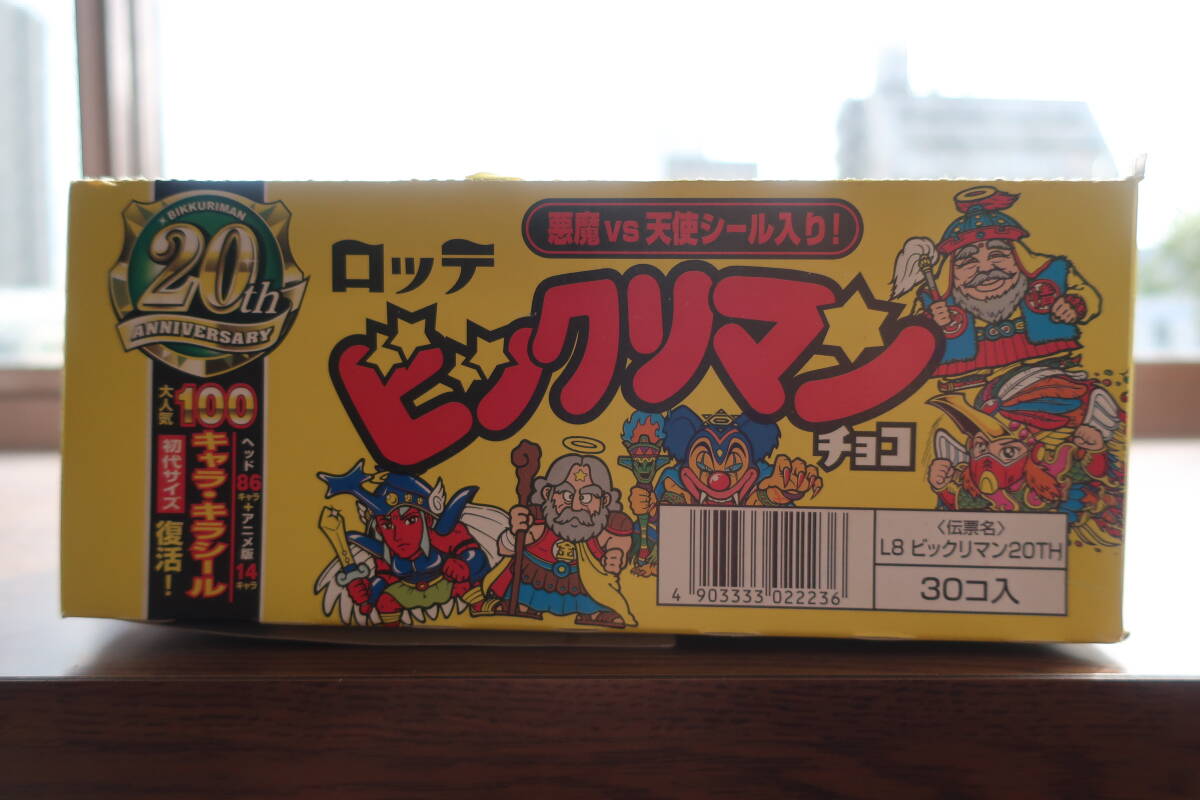 BIKKURIMAN
20th
ANNIVERSARY
大人気
100
キャラ・キラシール
初代サイズ
復活!
ヘッド86キャラ+アニメ版14キャラ
ロッテ
悪魔vs天使シール入り!
ビックリマン
チョコ
金
4 903333 022236
〈伝票名〉
L8 ビックリマン20TH
30コ入